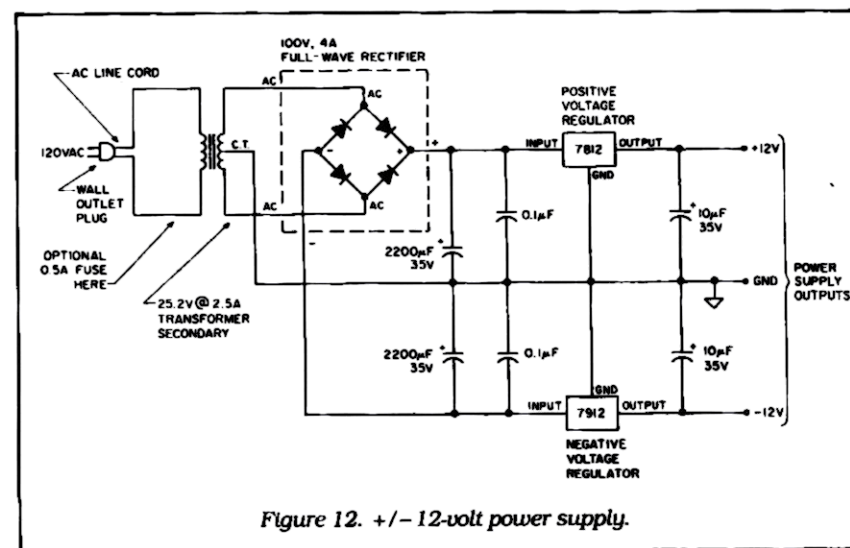 100V, 4A
FULL-WAVE RECTIFIER
AC LINE CORD
AC
AC
POSITIVE
VOLTAGE
REGULATOR
C.T.
-
+
+
INPUT
7812
OUTPUT
+12V
120VAC
GND
WALL
OUTLET
PLUG
AC
AC
0.1µF
+
10µF
35V
OPTIONAL
0.5A FUSE
HERE
-
2200µF
+
35V
GND
POWER
SUPPLY
OUTPUTS
25.2V@2.5A
TRANSFORMER
SECONDARY
2200µF
+
35V
0.1µF
+
10µF
35V
GND
INPUT
7912
OUTPUT
-12V
NEGATIVE
VOLTAGE
REGULATOR
Figure 12. +/- 12-volt power supply.